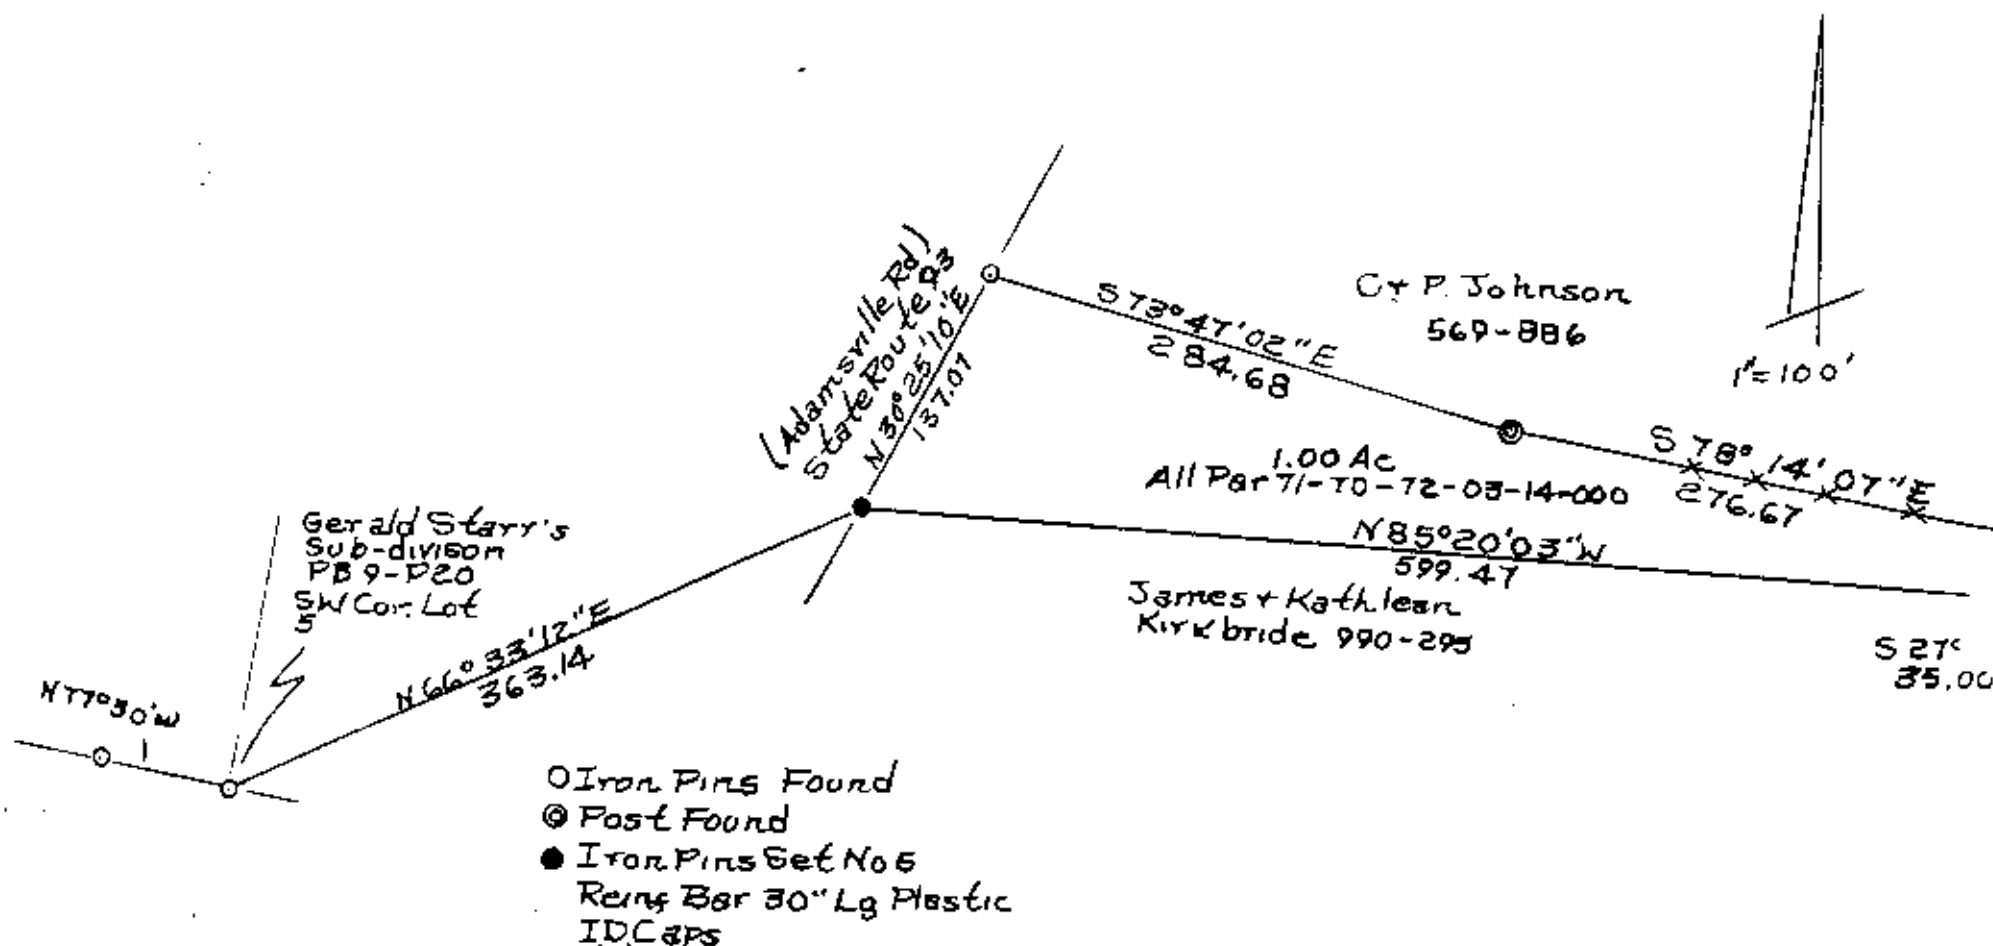 (Adamsville Rd)
State Route 93
N 30° 25' 10" E
137.07
S 73° 47' 02" E
284.68
C + P. Johnson
569-886
1"=100'
S 78° 14' 07" E
276.67
1.00 Ac
All Par 71-70-72-03-14-000
N 85° 20' 03" W
599.47
James + Kathleen
Kirkbride 990-295
S 27°
35.00
Gerald Starr's
Sub-divison
PB 9-P20
SW Cor. Lot
5
N 66° 33' 12" E
363.14
N 77° 30' W
O Iron Pins Found
◎ Post Found
● Iron Pins Set No 5
Reinf Bar 30" Lg Plastic
ID Caps